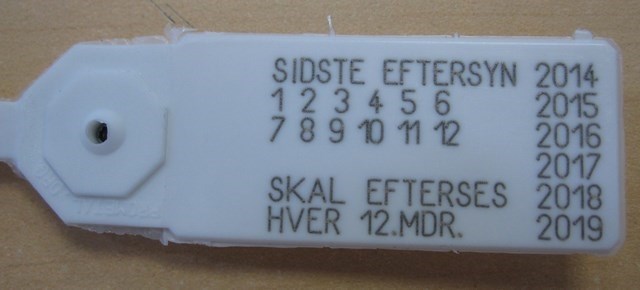 SIDSTE EFTERSYN 2014
1 2 3 4 5 6 2015
7 8 9 10 11 12 2016
2017
SKAL EFTERSES 2018
HVER 12.MDR. 2019